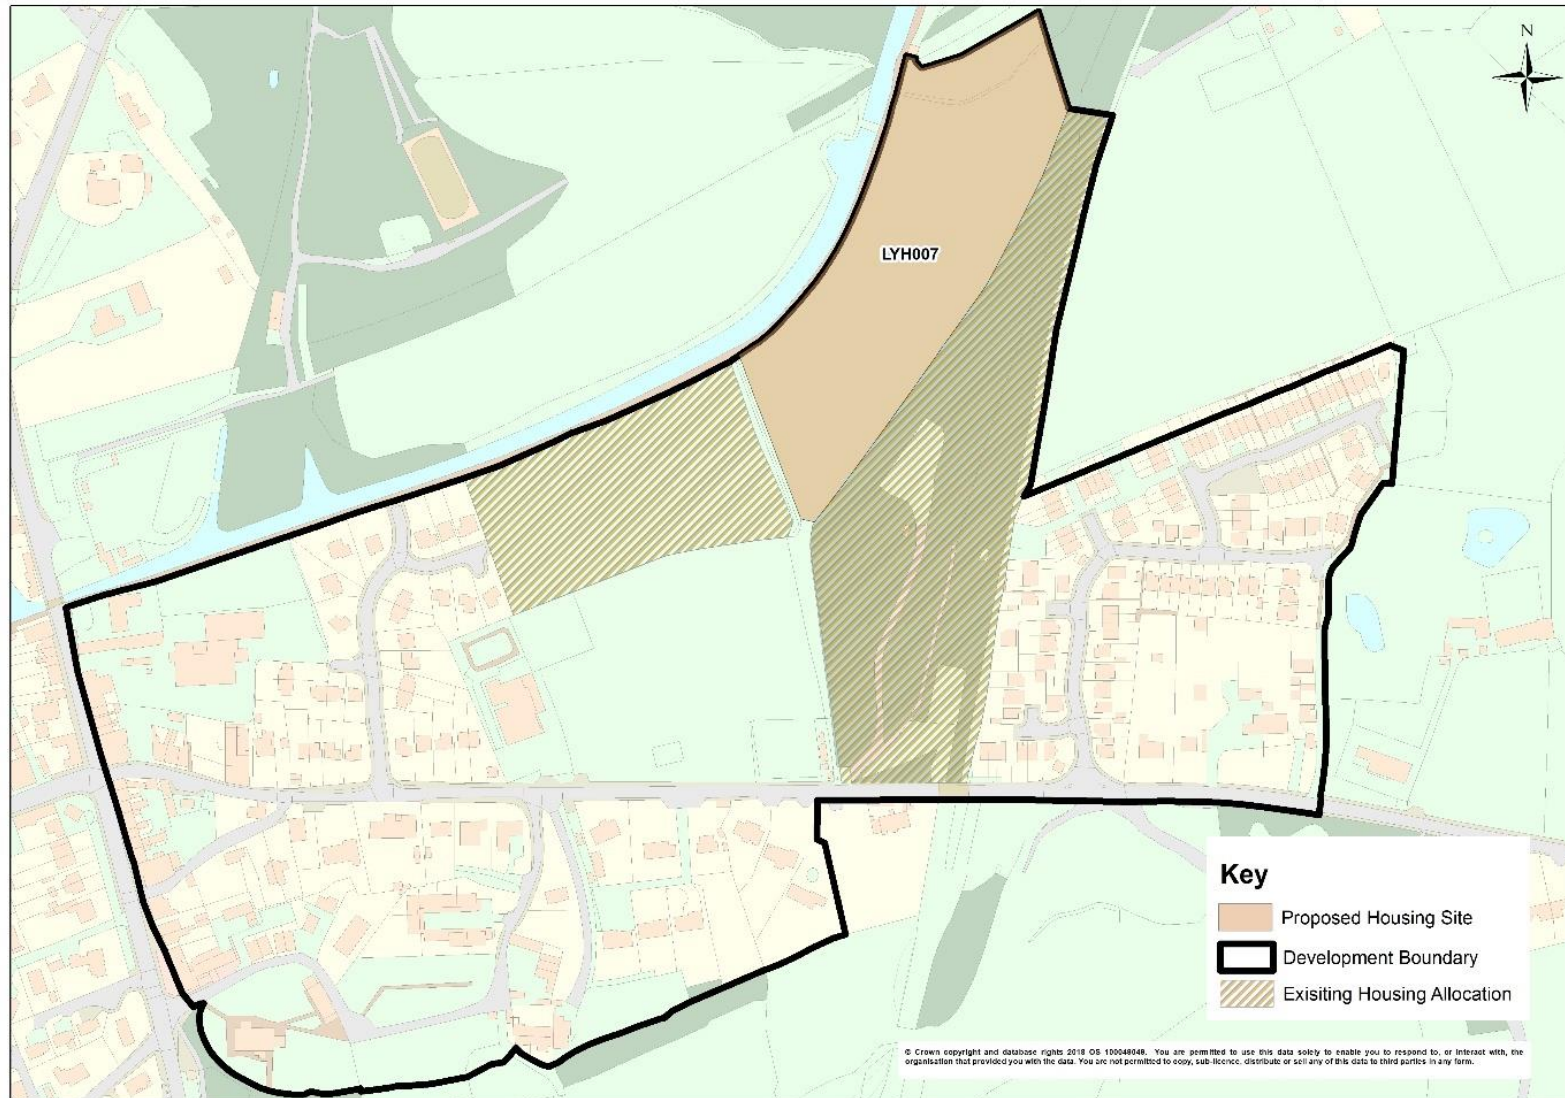 N
LYH007
Key
Proposed Housing Site
Development Boundary
Exisiting Housing Allocation
© Crown copyright and database rights 2018 OS 100049049. You are permitted to use this data solely to enable you to respond to, or interact with, the
organisation that provided you with the data. You are not permitted to copy, sub-licence, distribute or sell any of this data to third parties in any form.